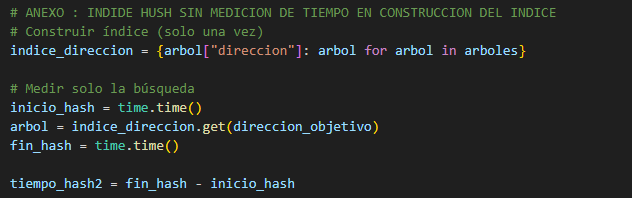 # ANEXO : INDIDE HUSH SIN MEDICION DE TIEMPO EN CONSTRUCCION DEL INDICE
# Construir índice (solo una vez)
indice_direccion = {arbol["direccion"]: arbol for arbol in arboles}
# Medir solo la búsqueda
inicio_hash = time.time()
arbol = indice_direccion.get(direccion_objetivo)
fin_hash = time.time()
tiempo_hash2 = fin_hash - inicio_hash